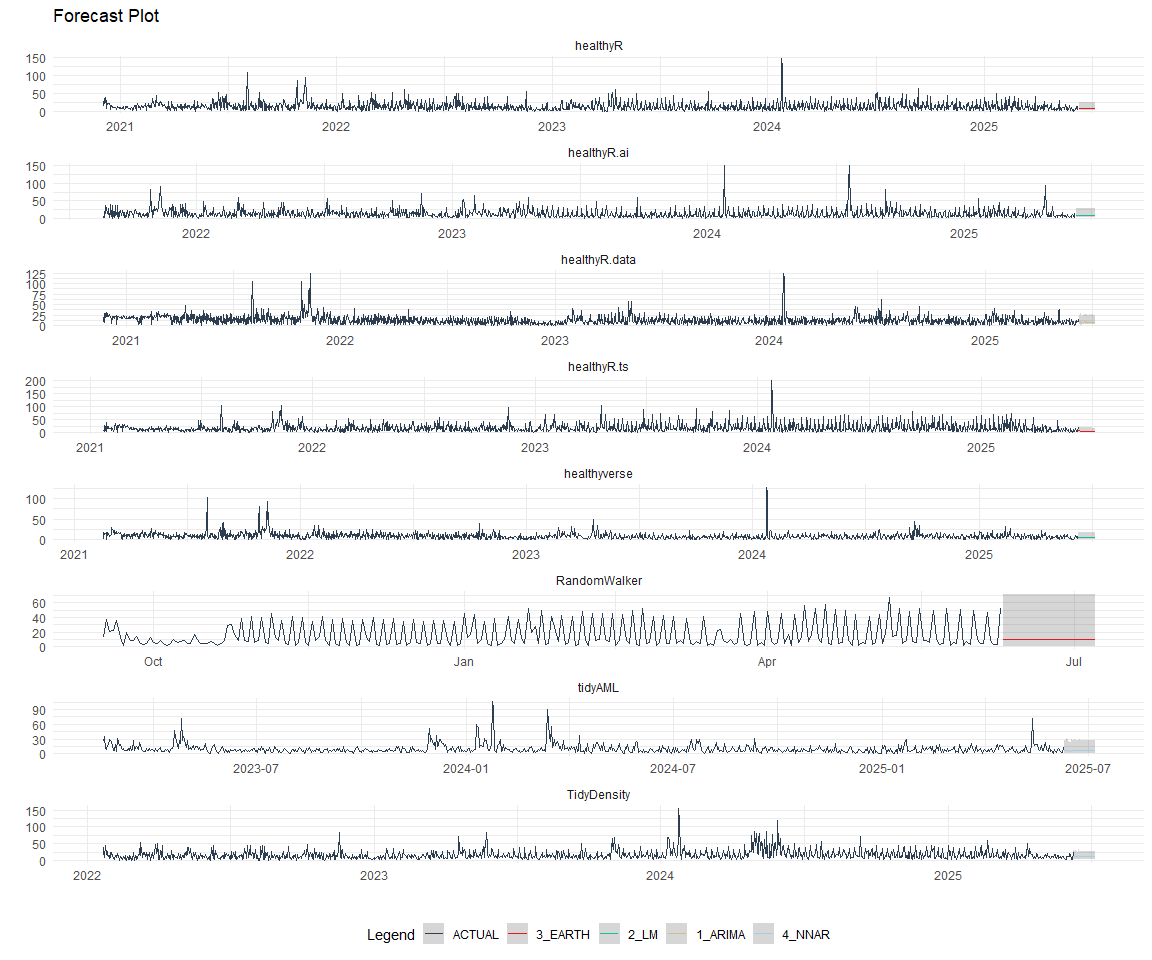 Forecast Plot
healthyR
150
100
50
0
2021 2022 2023 2024 2025
healthyR.ai
150
100
50
0
2022 2023 2024 2025
healthyR.data
125
100
75
50
25
0
2021 2022 2023 2024 2025
healthyR.ts
200
150
100
50
0
2021 2022 2023 2024 2025
healthyverse
100
50
0
2021 2022 2023 2024 2025
RandomWalker
60
40
20
0
Oct Jan Apr Jul
tidyAML
90
60
30
0
2023-07 2024-01 2024-07 2025-01 2025-07
TidyDensity
150
100
50
0
2022 2023 2024 2025
Legend ACTUAL 3_EARTH 2_LM 1_ARIMA 4_NNAR